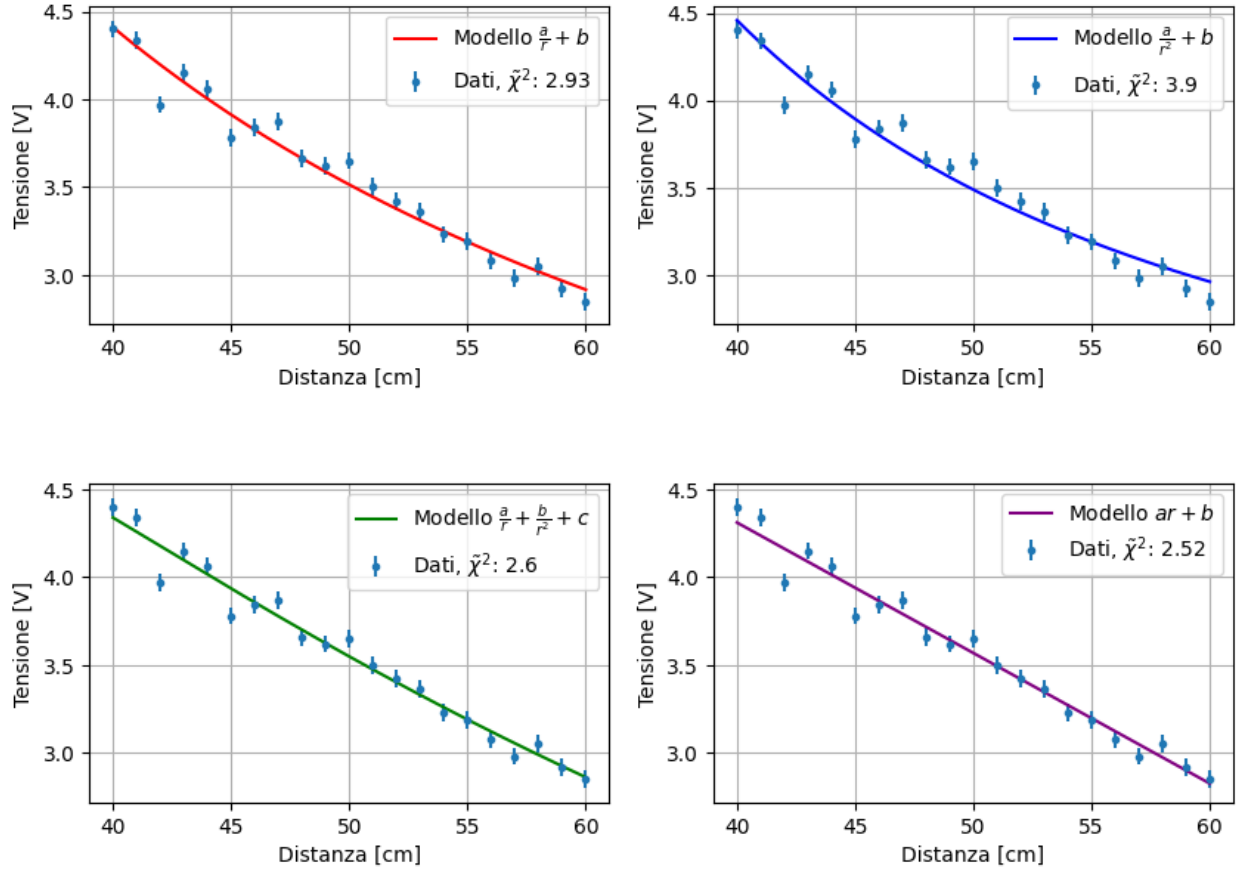 Tensione [V]
4.5
4.0
3.5
3.0
40
45
50
55
60
Distanza [cm]
Modello a/r + b
Dati, χ̃²: 2.93
Tensione [V]
4.5
4.0
3.5
3.0
40
45
50
55
60
Distanza [cm]
Modello a/r² + b
Dati, χ̃²: 3.9
Tensione [V]
4.5
4.0
3.5
3.0
40
45
50
55
60
Distanza [cm]
Modello a/r + b/r² + c
Dati, χ̃²: 2.6
Tensione [V]
4.5
4.0
3.5
3.0
40
45
50
55
60
Distanza [cm]
Modello ar + b
Dati, χ̃²: 2.52